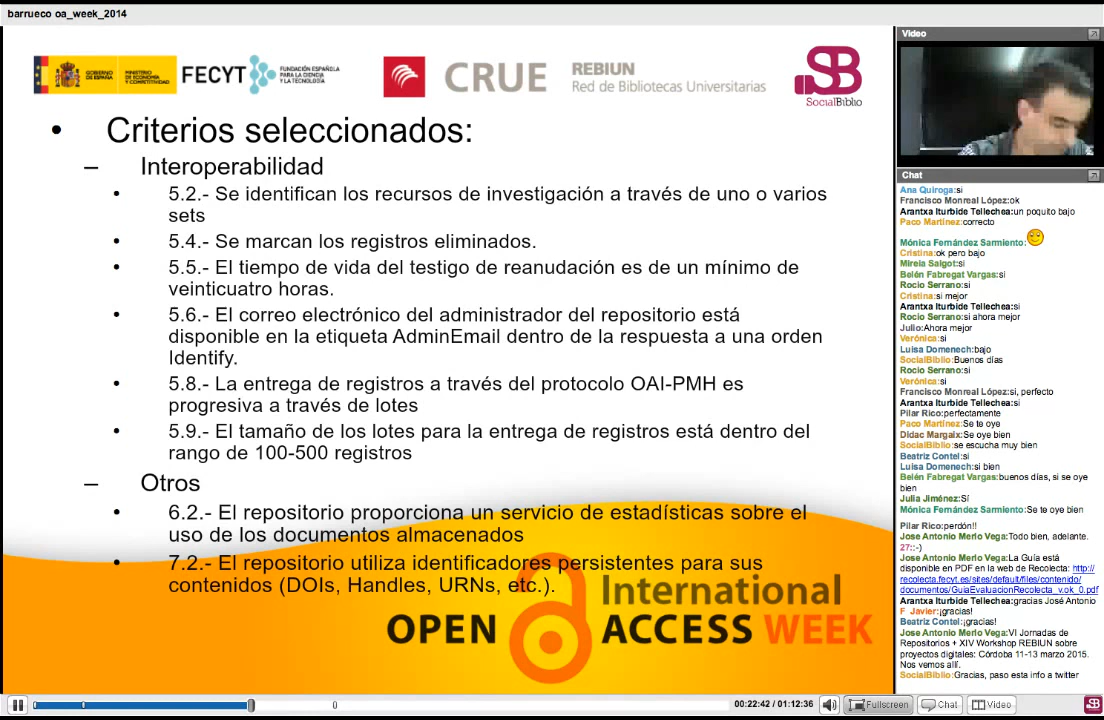 barrueco oa_week_2014
GOBIERNO DE ESPAÑA
MINISTERIO DE ECONOMÍA Y COMPETITIVIDAD
FECYT
FUNDACIÓN ESPAÑOLA
PARA LA CIENCIA
Y LA TECNOLOGÍA
CRUE
REBIUN
Red de Bibliotecas Universitarias
SB
SocialBiblio
• Criterios seleccionados:
– Interoperabilidad
• 5.2.- Se identifican los recursos de investigación a través de uno o varios
sets
• 5.4.- Se marcan los registros eliminados.
• 5.5.- El tiempo de vida del testigo de reanudación es de un mínimo de
veinticuatro horas.
• 5.6.- El correo electrónico del administrador del repositorio está
disponible en la etiqueta AdminEmail dentro de la respuesta a una orden
Identify.
• 5.8.- La entrega de registros a través del protocolo OAI-PMH es
progresiva a través de lotes
• 5.9.- El tamaño de los lotes para la entrega de registros está dentro del
rango de 100-500 registros
– Otros
• 6.2.- El repositorio proporciona un servicio de estadísticas sobre el
uso de los documentos almacenados
• 7.2.- El repositorio utiliza identificadores persistentes para sus
contenidos (DOIs, Handles, URNs, etc.).
International
OPEN ACCESS WEEK
Video
Chat
Ana Quiroga:si
Francisco Monreal López:ok
Arantxa Iturbide Tellechea:un poquito bajo
Paco Martinez:correcto
Mónica Fernández Sarmiento:
Cristina:ok pero bajo
Mireia Salgot:si
Belén Fabregat Vargas:si
Rocio Serrano:si
Cristina:si mejor
Arantxa Iturbide Tellechea:si
Rocio Serrano:si ahora mejor
Julio:Ahora mejor
Verónica:si
Luisa Domenech:bajo
SocialBiblio:Buenos días
Rocio Serrano:si
Verónica:si
Francisco Monreal López:si, perfecto
Arantxa Iturbide Tellechea:si
Pilar Rico:perfectamente
Paco Martínez:Se te oye
Didac Margaix:Se oye bien
SocialBiblio:se escucha muy bien
Beatriz Contel:si
Luisa Domenech:si bien
Belén Fabregat Vargas:buenos días, si se oye
bien
Julia Jiménez:Sí
Mónica Fernández Sarmiento:Se te oye bien
Pilar Rico:perdón!!
Jose Antonio Merlo Vega:Todo bien, adelante.
27::-)
Jose Antonio Merlo Vega:La Guía está
disponible en PDF en la web de Recolecta: http://
recolecta.fecyt.es/sites/default/files/contenido/
documentos/GuiaEvaluacionRecolecta_v.ok_0.pdf
Arantxa Iturbide Tellechea:gracias José Antonio
F Javier:¡gracias!
Beatriz Contel:¡gracias!
Jose Antonio Merlo Vega:VI Jornadas de
Repositorios + XIV Workshop REBIUN sobre
proyectos digitales: Córdoba 11-13 marzo 2015.
Nos vemos allí.
SocialBiblio:Gracias, paso esta info a twitter
0
00:22:42 / 01:12:36
Fullscreen
Chat
Video
SB